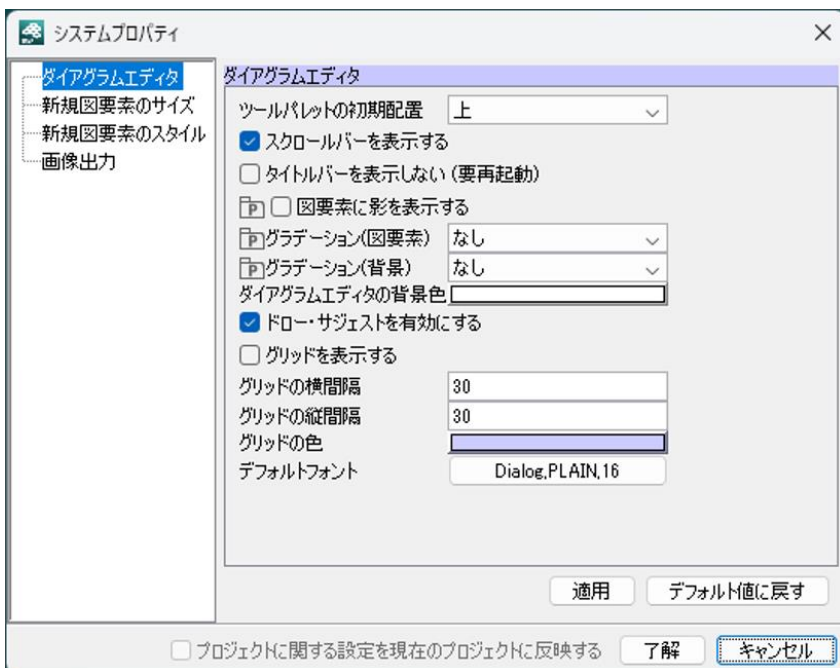 システムプロパティ
ダイアグラムエディタ
新規図要素のサイズ
新規図要素のスタイル
画像出力
ダイアグラムエディタ
ツールパレットの初期配置 上
スクロールバーを表示する
タイトルバーを表示しない (要再起動)
P 図要素に影を表示する
P グラデーション(図要素) なし
P グラデーション(背景) なし
ダイアグラムエディタの背景色
ドロー・サジェストを有効にする
グリッドを表示する
グリッドの横間隔 30
グリッドの縦間隔 30
グリッドの色
デフォルトフォント Dialog,PLAIN,16
適用 デフォルト値に戻す
プロジェクトに関する設定を現在のプロジェクトに反映する 了解 キャンセル